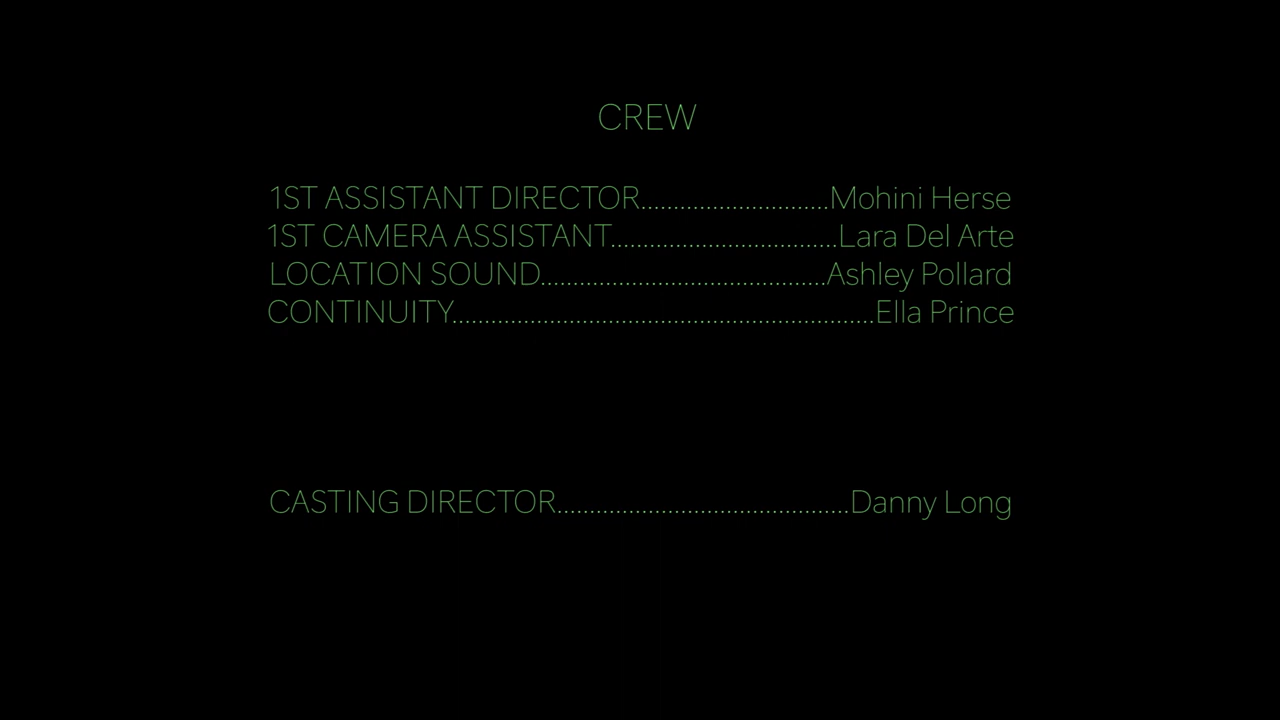 CREW
1ST ASSISTANT DIRECTOR.............................Mohini Herse
1ST CAMERA ASSISTANT...................................Lara Del Arte
LOCATION SOUND............................................Ashley Pollard
CONTINUITY.................................................................Ella Prince
CASTING DIRECTOR.............................................Danny Long